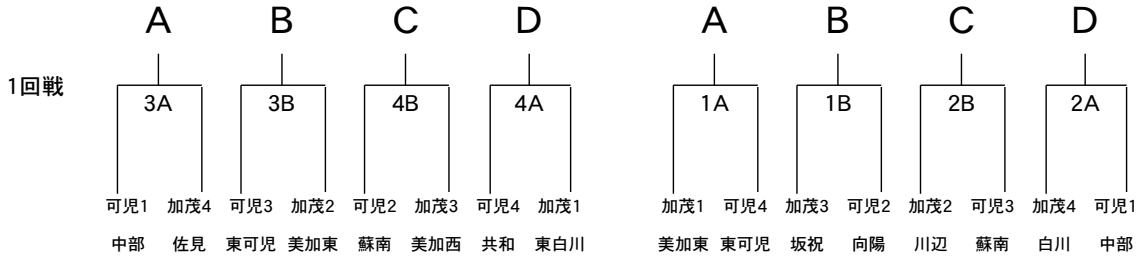 A B C D A B C D
1回戦
3A 3B 4B 4A 1A 1B 2B 2A
可児1 加茂4 可児3 加茂2 可児2 加茂3 可児4 加茂1 加茂1 可児4 加茂3 可児2 加茂2 可児3 加茂4 可児1
中部 佐見 東可児 美加東 蘇南 美加西 共和 東白川 美加東 東可児 坂祝 向陽 川辺 蘇南 白川 中部